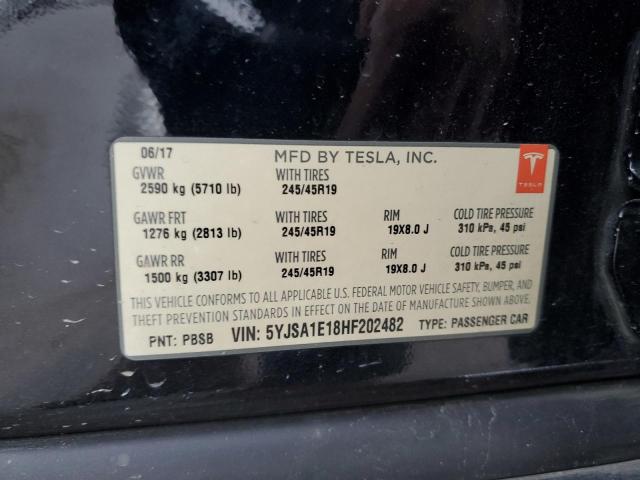 06/17 MFD BY TESLA, INC.
GVWR WITH TIRES
2590 kg (5710 lb) 245/45R19
TESLA
GAWR FRT WITH TIRES RIM COLD TIRE PRESSURE
1276 kg (2813 lb) 245/45R19 19X8.0 J 310 kPa, 45 psi
GAWR RR WITH TIRES RIM COLD TIRE PRESSURE
1500 kg (3307 lb) 245/45R19 19X8.0 J 310 kPa, 45 psi
THIS VEHICLE CONFORMS TO ALL APPLICABLE U.S. FEDERAL MOTOR VEHICLE SAFETY, BUMPER, AND
THEFT PREVENTION STANDARDS IN EFFECT ON THE DATE OF MANUFACTURE SHOWN ABOVE.
PNT: PBSB VIN: 5YJSA1E18HF202482 TYPE: PASSENGER CAR